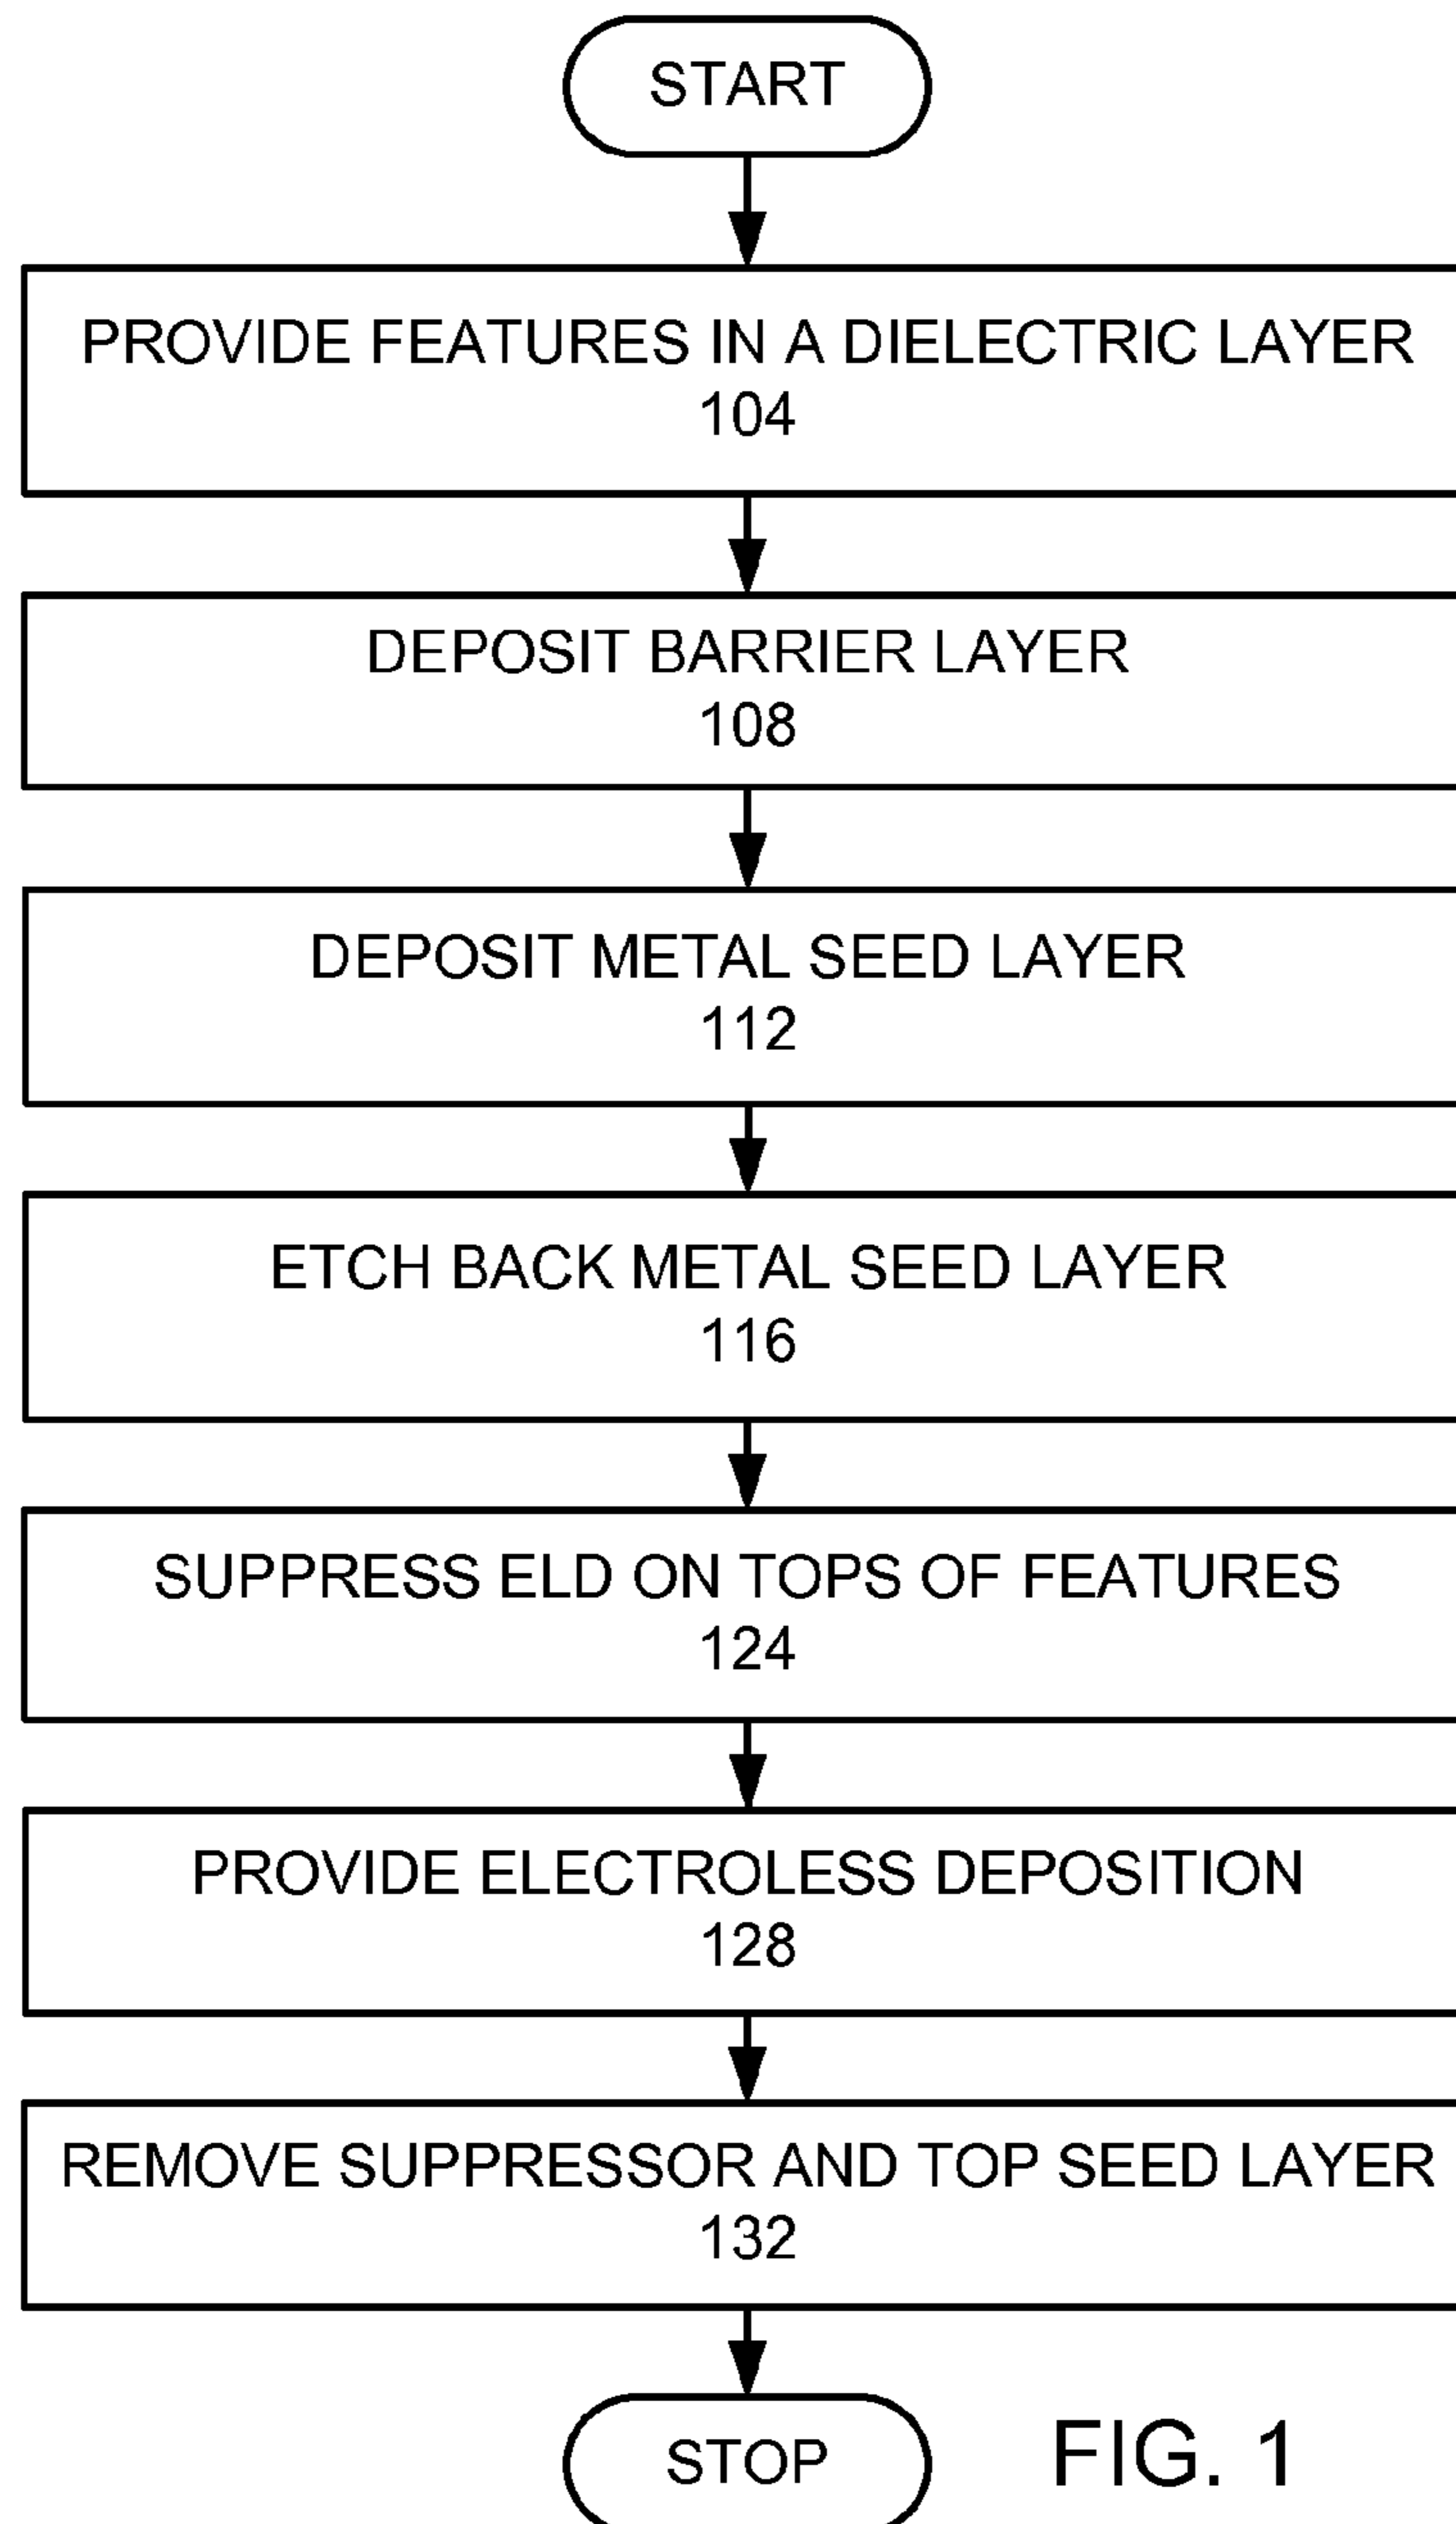 START
PROVIDE FEATURES IN A DIELECTRIC LAYER
104
DEPOSIT BARRIER LAYER
108
DEPOSIT METAL SEED LAYER
112
ETCH BACK METAL SEED LAYER
116
SUPPRESS ELD ON TOPS OF FEATURES
124
PROVIDE ELECTROLESS DEPOSITION
128
REMOVE SUPPRESSOR AND TOP SEED LAYER
132
STOP
FIG. 1